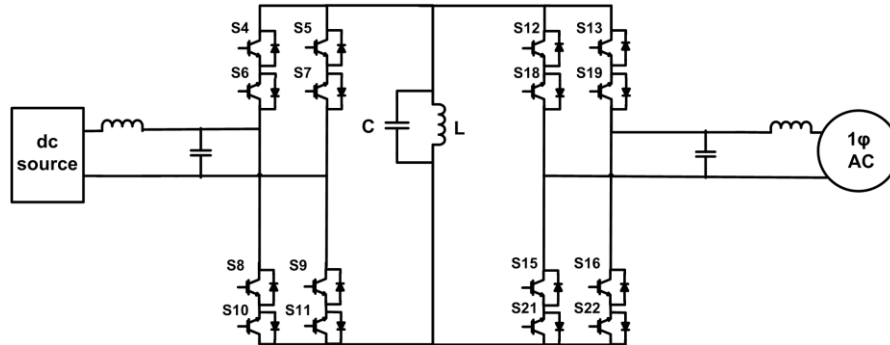 S4
S5
S12
S13
S6
S7
S18
S19
dc
source
C
L
1φ
AC
S8
S9
S15
S16
S10
S11
S21
S22